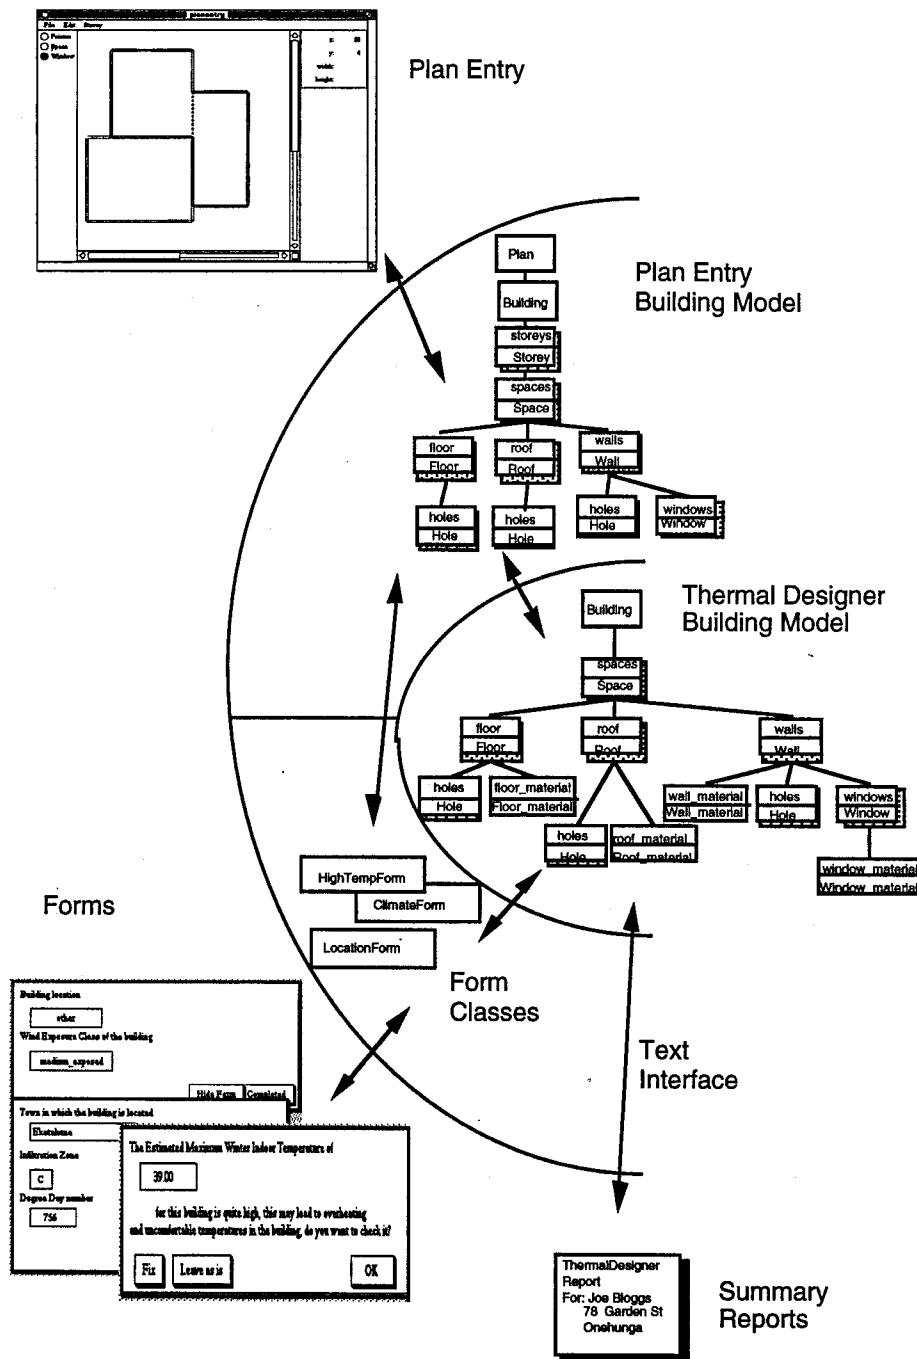 planentry
File Edit Storey
Pointer
Space
Window
x: 20
y: 4
width:
height:
Plan Entry
Plan
Building
storeys
Storey
spaces
Space
floor
Floor
roof
Roof
walls
Wall
holes
Hole
holes
Hole
holes
Hole
windows
Window
Plan Entry
Building Model
Thermal Designer
Building Model
Building
spaces
Space
floor
Floor
roof
Roof
walls
Wall
holes
Hole
floor_material
Floor_material
holes
Hole
roof_material
Roof_material
wall_material
Wall_material
holes
Hole
windows
Window
window_material
Window_material
HighTempForm
ClimateForm
LocationForm
Forms
Form
Classes
Text
Interface
Building location
other
Wind Exposure Class of the building
medium_exposed
Hide Form Completed
Town in which the building is located
Eketahuna
Infiltration Zone
C
Degree Day number
756
The Estimated Maximum Winter Indoor Temperature of
39.00
for this building is quite high, this may lead to overheating
and uncomfortable temperatures in the building, do you want to check it?
Fix Leave as is OK
ThermalDesigner
Report
For: Joe Bloggs
78 Garden St
Onehunga
Summary
Reports